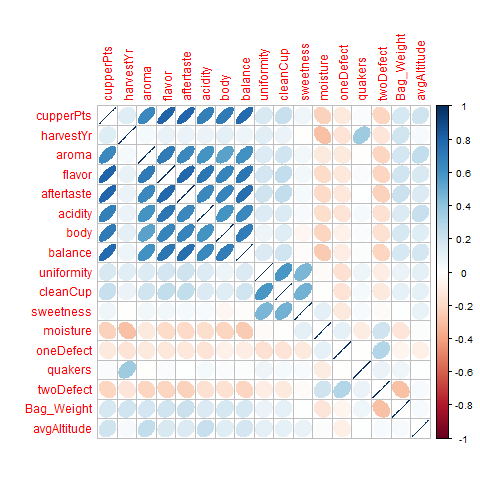 cupperPts
harvestYr
aroma
flavor
aftertaste
acidity
body
balance
uniformity
cleanCup
sweetness
moisture
oneDefect
quakers
twoDefect
Bag_Weight
avgAltitude
cupperPts
harvestYr
aroma
flavor
aftertaste
acidity
body
balance
uniformity
cleanCup
sweetness
moisture
oneDefect
quakers
twoDefect
Bag_Weight
avgAltitude
1
0.8
0.6
0.4
0.2
0
-0.2
-0.4
-0.6
-0.8
-1